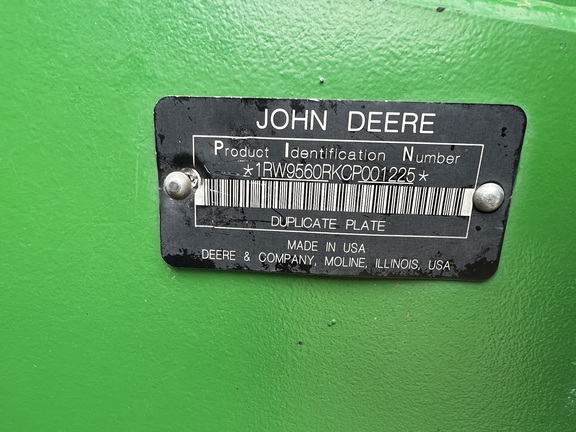 JOHN DEERE
Product Identification Number
*1RW9560RKCP001225*
DUPLICATE PLATE
MADE IN USA
DEERE & COMPANY, MOLINE, ILLINOIS, USA